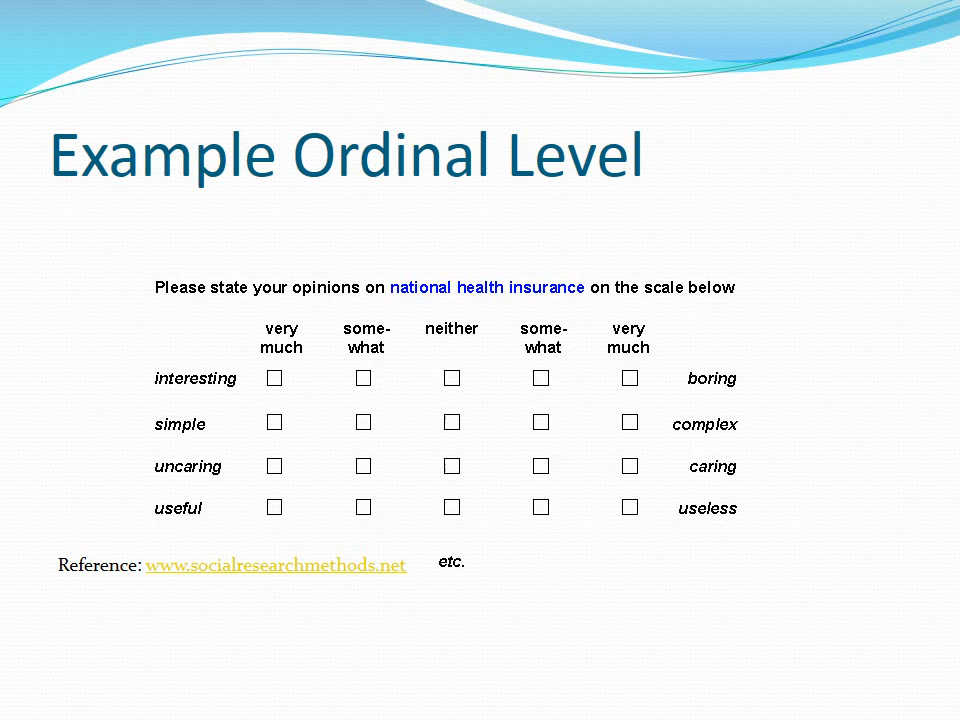 Example Ordinal Level
Please state your opinions on national health insurance on the scale below
very much some-what neither some-what very much
interesting boring
simple complex
uncaring caring
useful useless
etc.
Reference: www.socialresearchmethods.net